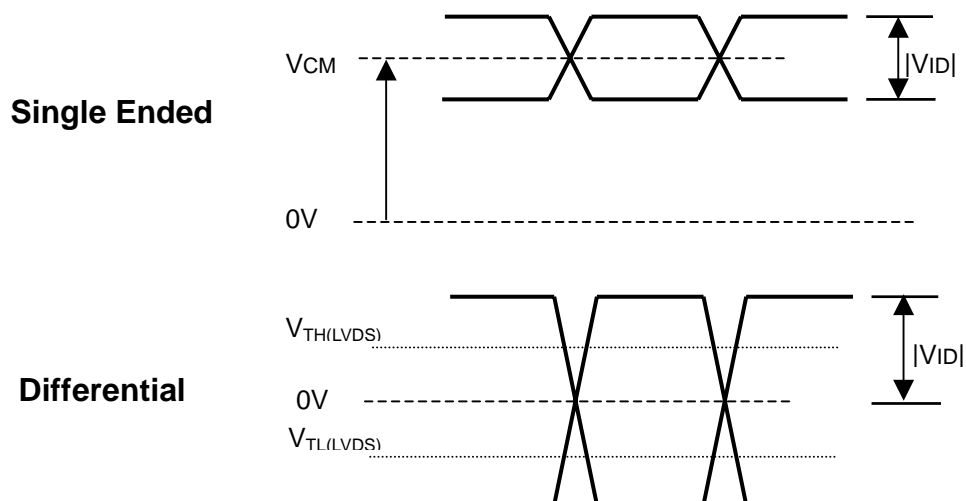 VCM
|VID|
Single Ended
0V
VTH(LVDS)
|VID|
Differential
0V
VTL(LVDS)